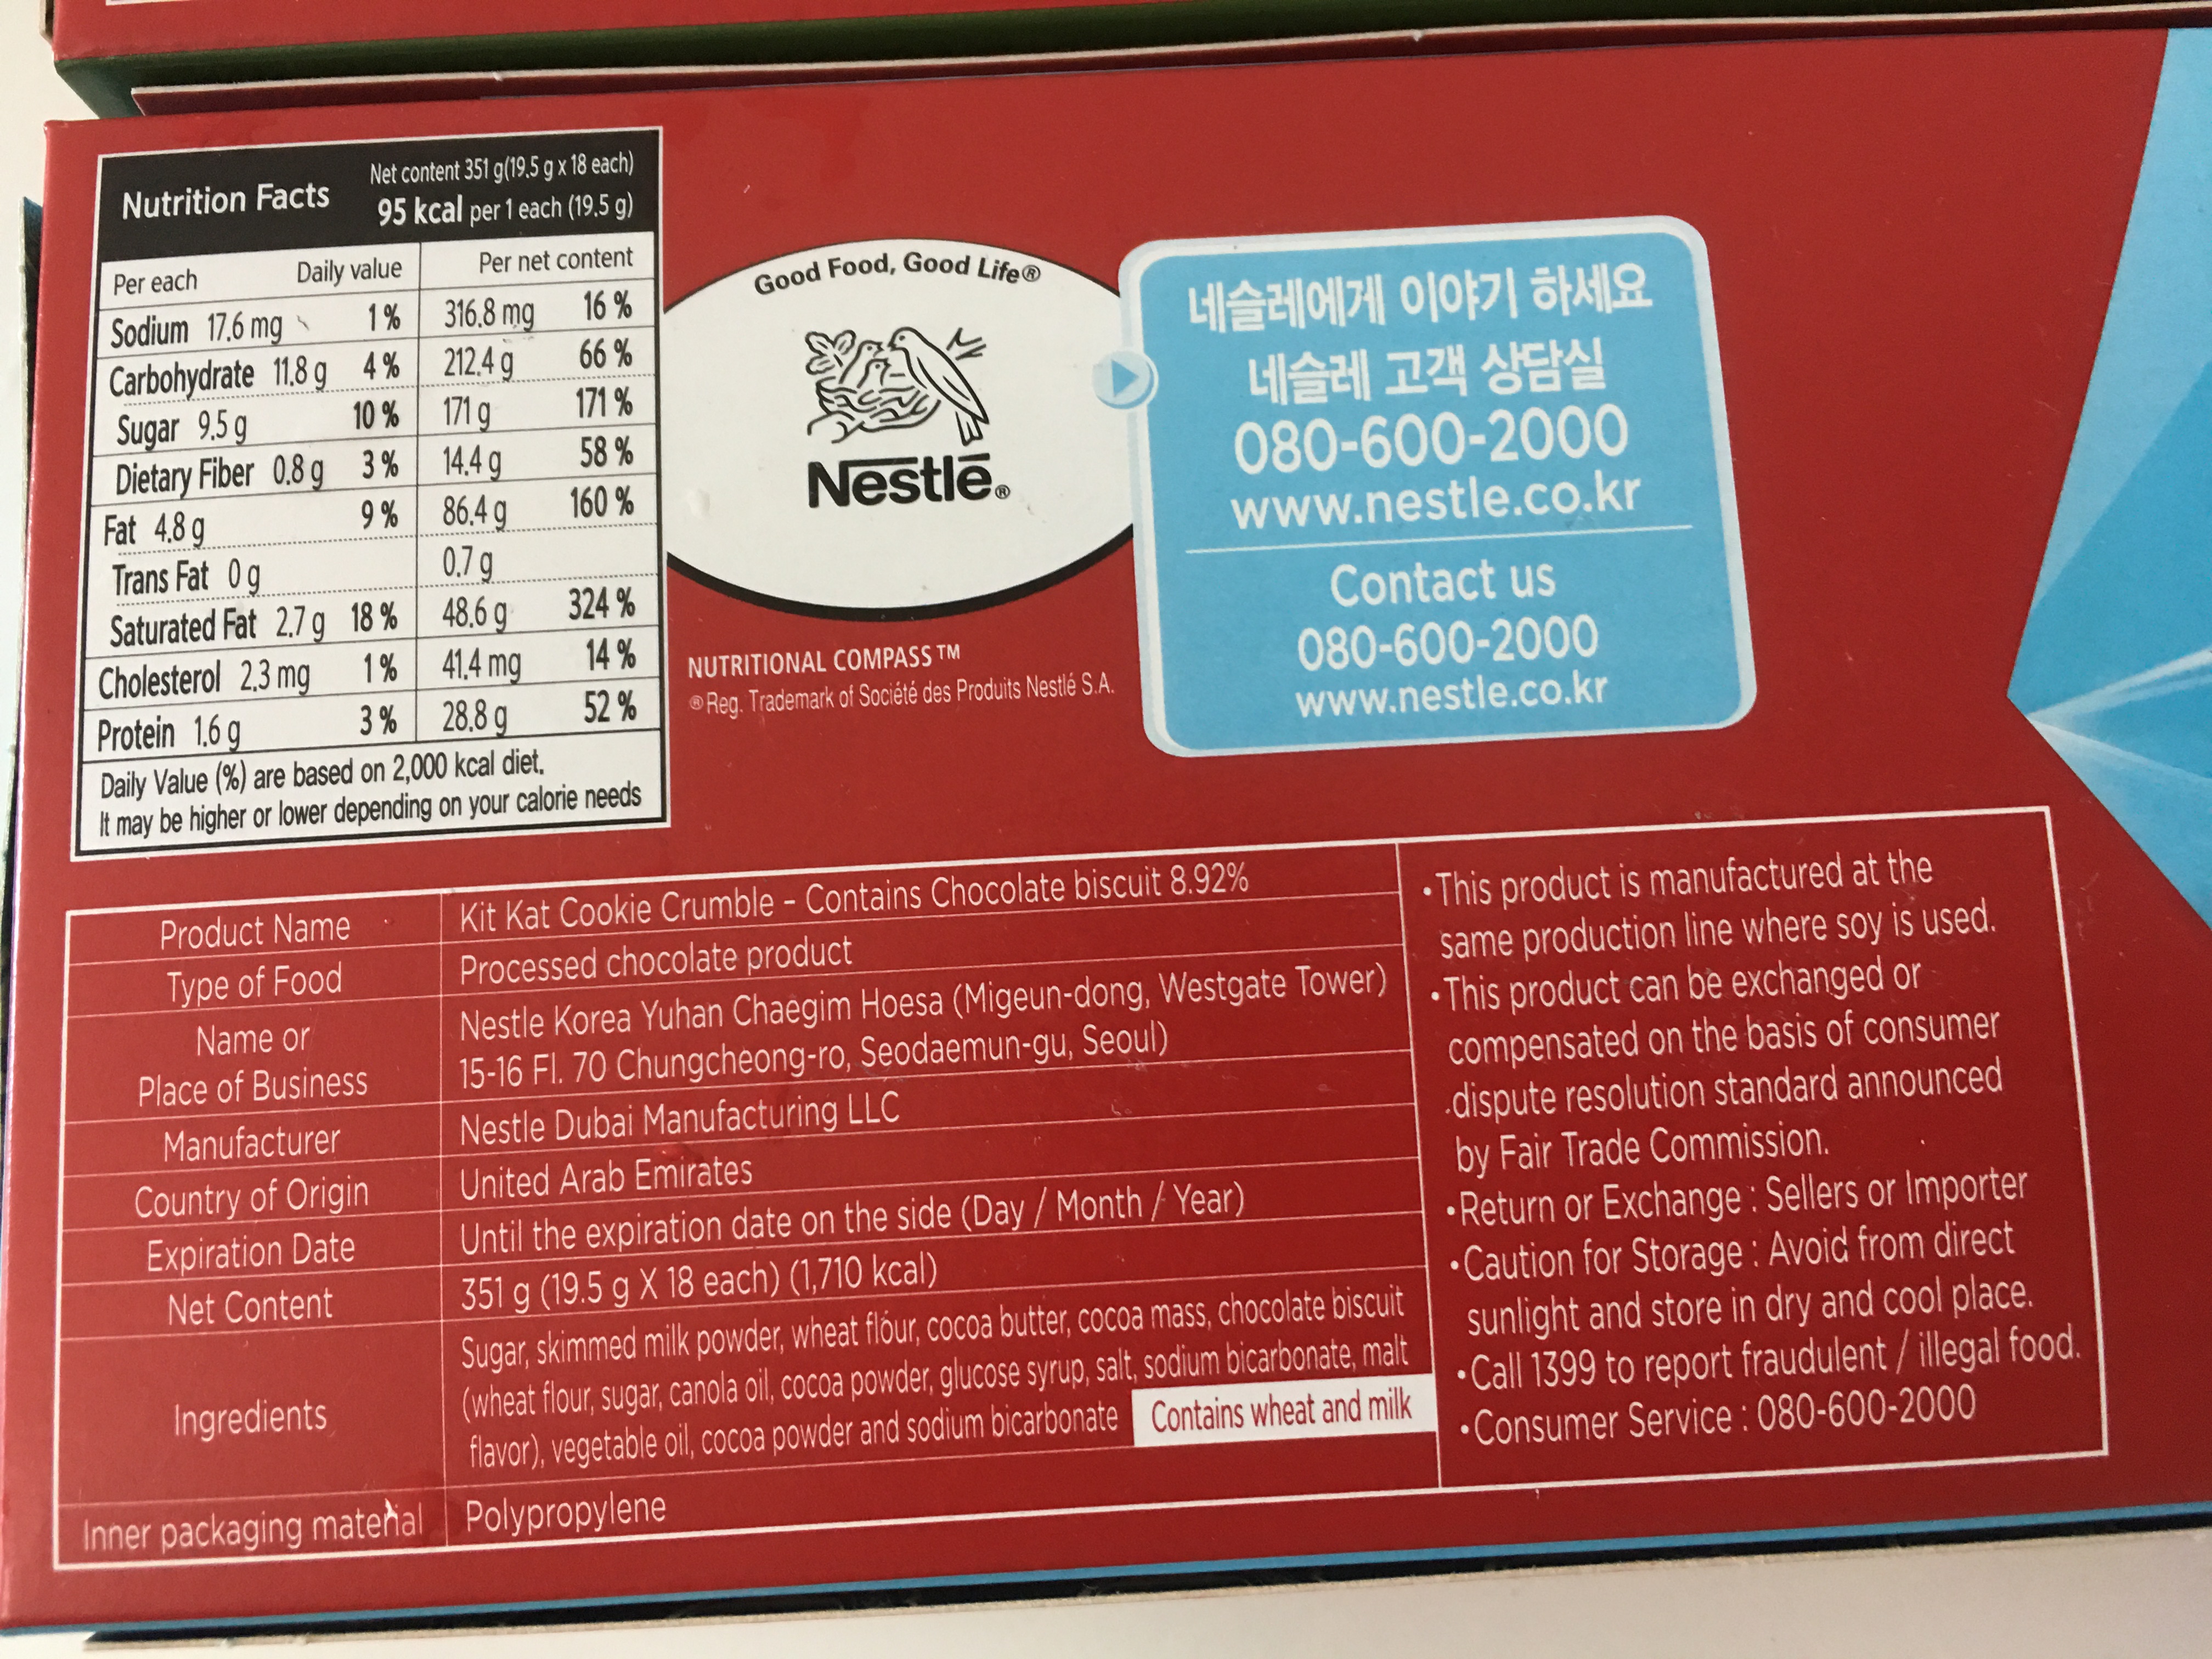 Nutrition Facts
Net content 351 g(19.5 g x 18 each)
95 kcal per 1 each (19.5 g)
Per each Daily value Per net content
Sodium 17.6 mg 1 % 316.8 mg 16 %
Carbohydrate 11.8 g 4 % 212.4 g 66 %
Sugar 9.5 g 10 % 171 g 171 %
Dietary Fiber 0.8 g 3 % 14.4 g 58 %
Fat 4.8 g 9 % 86.4 g 160 %
Trans Fat 0 g 0.7 g
Saturated Fat 2.7 g 18 % 48.6 g 324 %
Cholesterol 2.3 mg 1 % 41.4 mg 14 %
Protein 1.6 g 3 % 28.8 g 52 %
Daily Value (%) are based on 2,000 kcal diet.
It may be higher or lower depending on your calorie needs
Good Food, Good Life®
Nestlé®
NUTRITIONAL COMPASS™
® Reg. Trademark of Société des Produits Nestlé S.A.
네슬레에게 이야기 하세요
네슬레 고객 상담실
080-600-2000
www.nestle.co.kr
Contact us
080-600-2000
www.nestle.co.kr
Product Name Kit Kat Cookie Crumble - Contains Chocolate biscuit 8.92%
Type of Food Processed chocolate product
Name or
Place of Business
Nestle Korea Yuhan Chaegim Hoesa (Migeun-dong, Westgate Tower)
15-16 Fl. 70 Chungcheong-ro, Seodaemun-gu, Seoul)
Manufacturer Nestle Dubai Manufacturing LLC
Country of Origin United Arab Emirates
Expiration Date Until the expiration date on the side (Day / Month / Year)
Net Content 351 g (19.5 g X 18 each) (1,710 kcal)
Ingredients
Sugar, skimmed milk powder, wheat flour, cocoa butter, cocoa mass, chocolate biscuit
(wheat flour, sugar, canola oil, cocoa powder, glucose syrup, salt, sodium bicarbonate, malt
flavor), vegetable oil, cocoa powder and sodium bicarbonate Contains wheat and milk
Inner packaging material Polypropylene
•This product is manufactured at the
same production line where soy is used.
•This product can be exchanged or
compensated on the basis of consumer
dispute resolution standard announced
by Fair Trade Commission.
•Return or Exchange : Sellers or Importer
•Caution for Storage : Avoid from direct
sunlight and store in dry and cool place.
•Call 1399 to report fraudulent / illegal food.
•Consumer Service : 080-600-2000